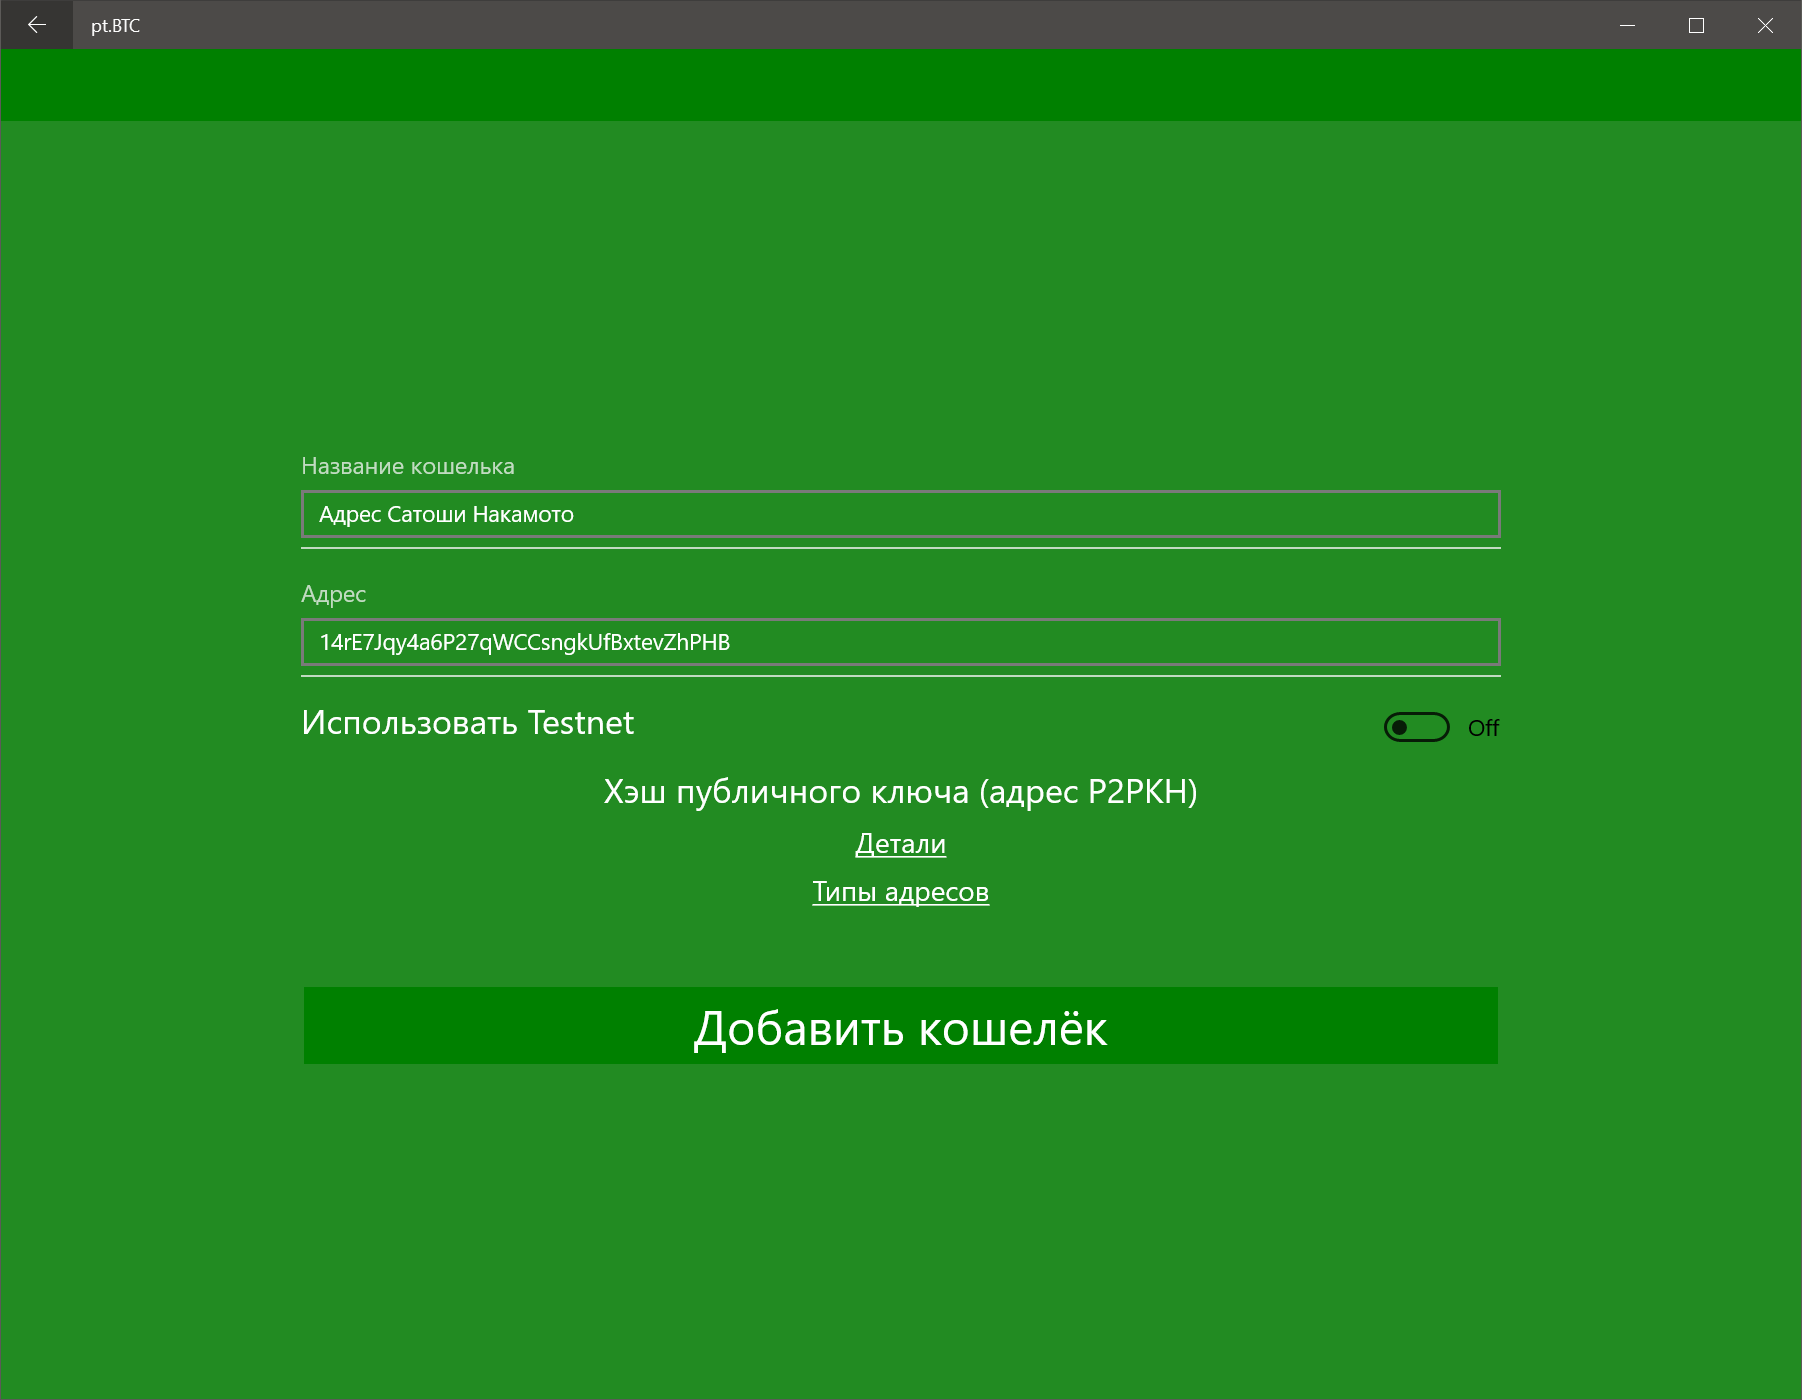 pt.BTC
Название кошелька
Адрес Сатоши Накамото
Адрес
14rE7Jqy4a6P27qWCCsngkUfBxtevZhPHB
Использовать Testnet Off
Хэш публичного ключа (адрес P2PKH)
Детали
Типы адресов
Добавить кошелёк